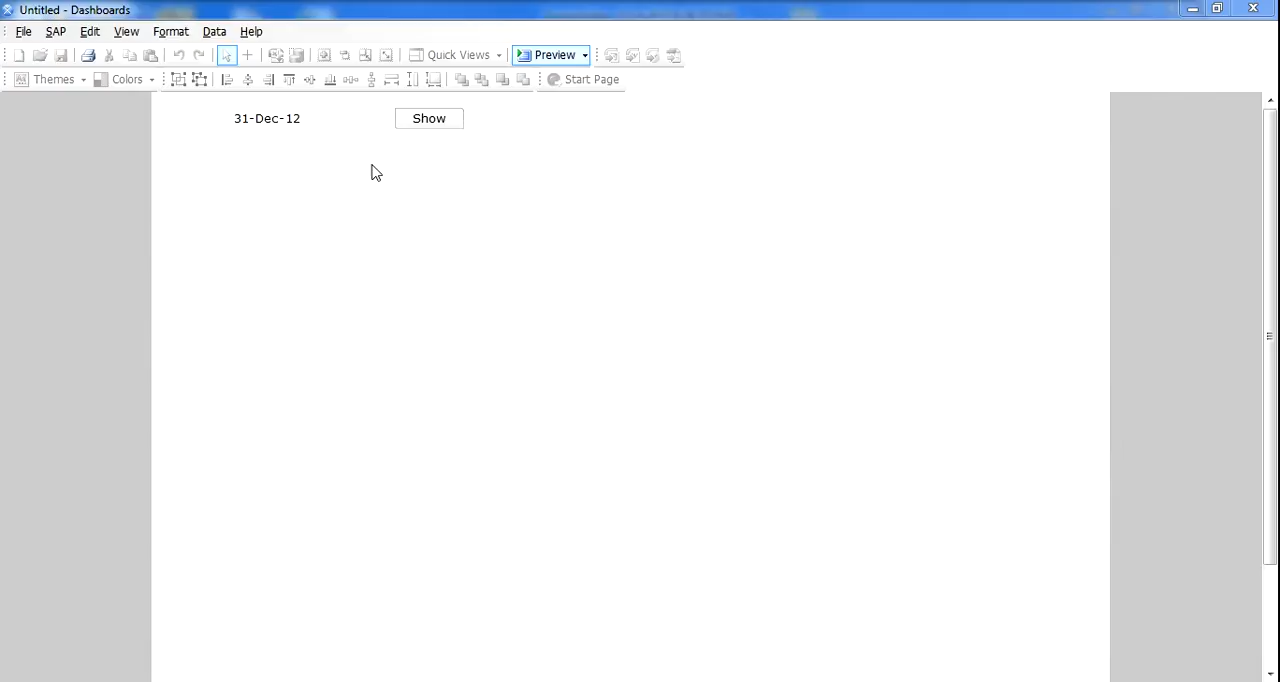 Untitled - Dashboards
File SAP Edit View Format Data Help
Quick Views Preview
Themes Colors Start Page
31-Dec-12 Show